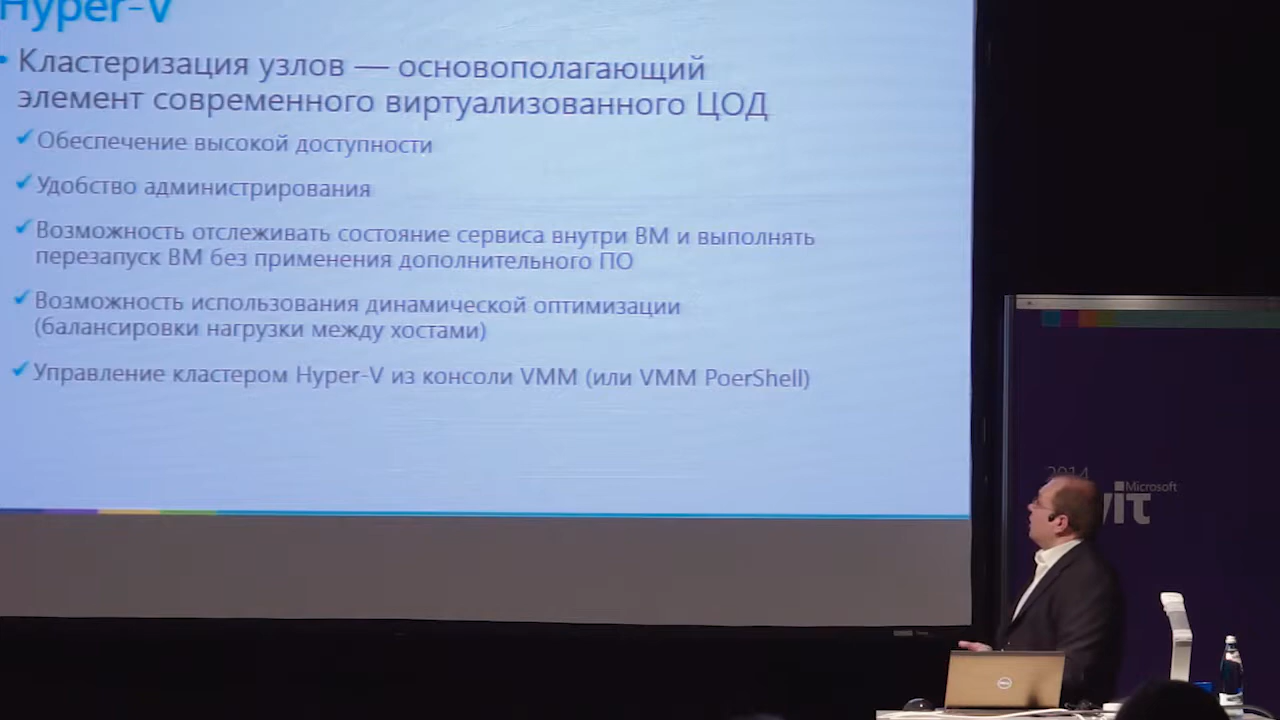 Hyper-V
• Кластеризация узлов — основополагающий
элемент современного виртуализованного ЦОД
✔ Обеспечение высокой доступности
✔ Удобство администрирования
✔ Возможность отслеживать состояние сервиса внутри ВМ и выполнять
перезапуск ВМ без применения дополнительного ПО
✔ Возможность использования динамической оптимизации
(балансировки нагрузки между хостами)
✔ Управление кластером Hyper-V из консоли VMM (или VMM PoerShell)
2014
Microsoft
DELL